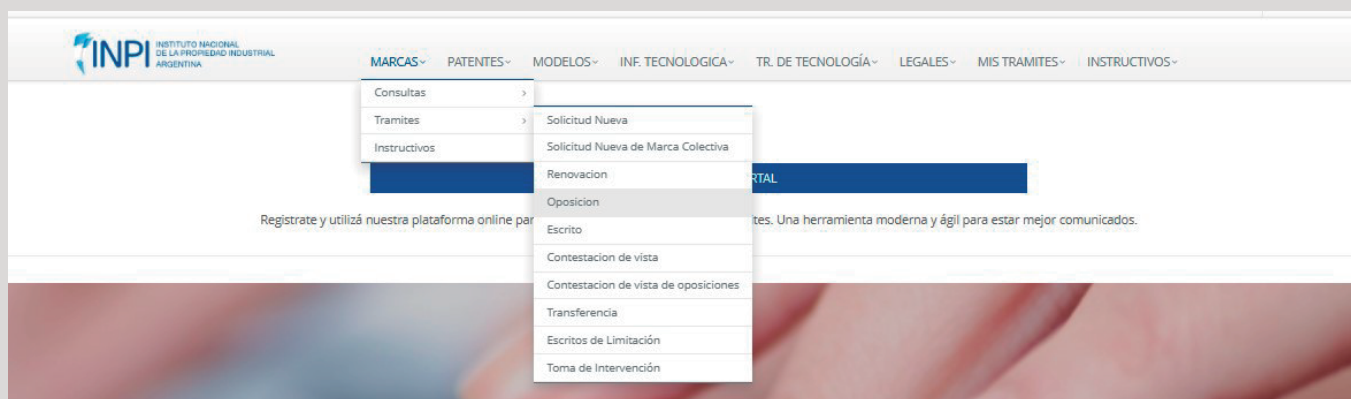 INPI
INSTITUTO NACIONAL
DE LA PROPIEDAD INDUSTRIAL
ARGENTINA
MARCAS PATENTES MODELOS INF. TECNOLOGICA TR. DE TECNOLOGÍA LEGALES MIS TRAMITES INSTRUCTIVOS
Consultas
Tramites
Instructivos
Solicitud Nueva
Solicitud Nueva de Marca Colectiva
Renovacion
Oposicion
Escrito
Contestacion de vista
Contestacion de vista de oposiciones
Transferencia
Escritos de Limitación
Toma de Intervención
RTAL
Registrate y utilizá nuestra plataforma online par tes. Una herramienta moderna y ágil para estar mejor comunicados.